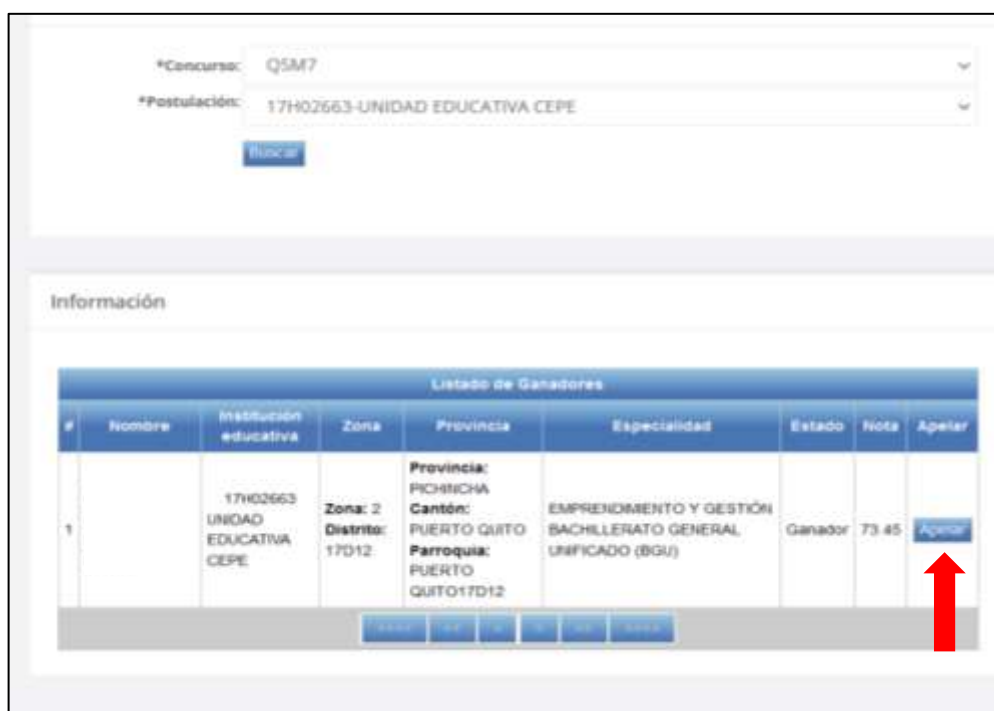 *Concurso: QSM7
*Postulación: 17H02663-UNIDAD EDUCATIVA CEPE
Buscar
Información
Listado de Ganadores
# Nombre Institución educativa Zona Provincia Especialidad Estado Nota Apelar
1
17H02663
UNIDAD
EDUCATIVA
CEPE
Zona: 2
Distrito:
17D12
Provincia:
PICHINCHA
Cantón:
PUERTO QUITO
Parroquia:
PUERTO
QUITO17D12
EMPRENDIMIENTO Y GESTIÓN
BACHILLERATO GENERAL
UNIFICADO (BGU)
Ganador
73.45
Apelar